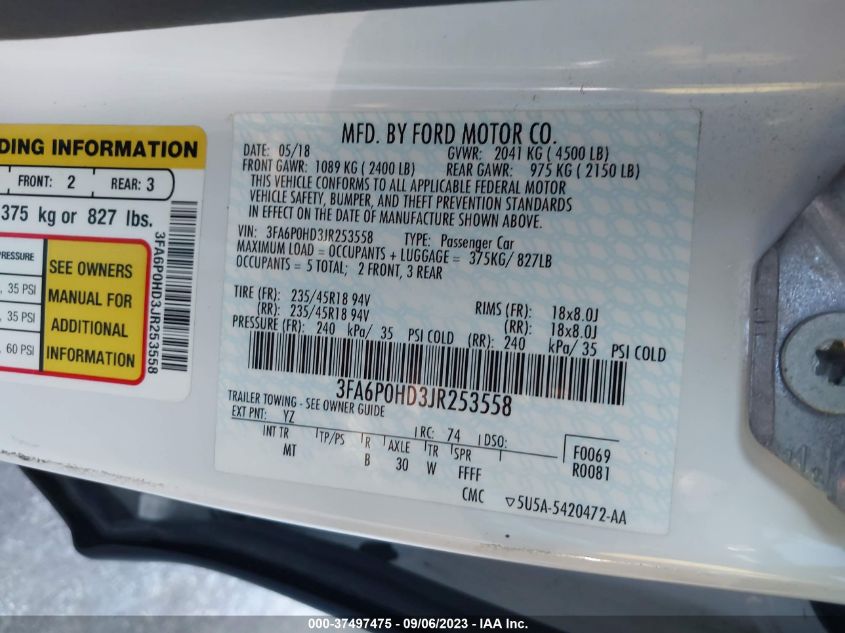 DING INFORMATION
FRONT: 2 REAR: 3
375 kg or 827 lbs.
PRESSURE
, 35 PSI
, 35 PSI
, 60 PSI
SEE OWNERS
MANUAL FOR
ADDITIONAL
INFORMATION
3FA6P0HD3JR253558
MFD. BY FORD MOTOR CO.
DATE: 05/18 GVWR: 2041 KG ( 4500 LB)
FRONT GAWR: 1089 KG ( 2400 LB) REAR GAWR: 975 KG ( 2150 LB)
THIS VEHICLE CONFORMS TO ALL APPLICABLE FEDERAL MOTOR
VEHICLE SAFETY, BUMPER, AND THEFT PREVENTION STANDARDS
IN EFFECT ON THE DATE OF MANUFACTURE SHOWN ABOVE.
VIN: 3FA6P0HD3JR253558 TYPE: Passenger Car
MAXIMUM LOAD = OCCUPANTS + LUGGAGE = 375KG/ 827LB
OCCUPANTS = 5 TOTAL; 2 FRONT, 3 REAR
TIRE (FR): 235/45R18 94V RIMS (FR): 18x8.0J
(RR): 235/45R18 94V (RR): 18x8.0J
PRESSURE (FR): 240 kPa/ 35 PSI COLD (RR): 240 kPa/ 35 PSI COLD
3FA6P0HD3JR253558
TRAILER TOWING - SEE OWNER GUIDE
EXT PNT: YZ RC: 74 DSO: F0069
INT TR TP/PS R AXLE TR SPR R0081
MT B 30 W FFFF
CMC ▽5U5A-5420472-AA
000-37497475 - 09/06/2023 - IAA Inc.